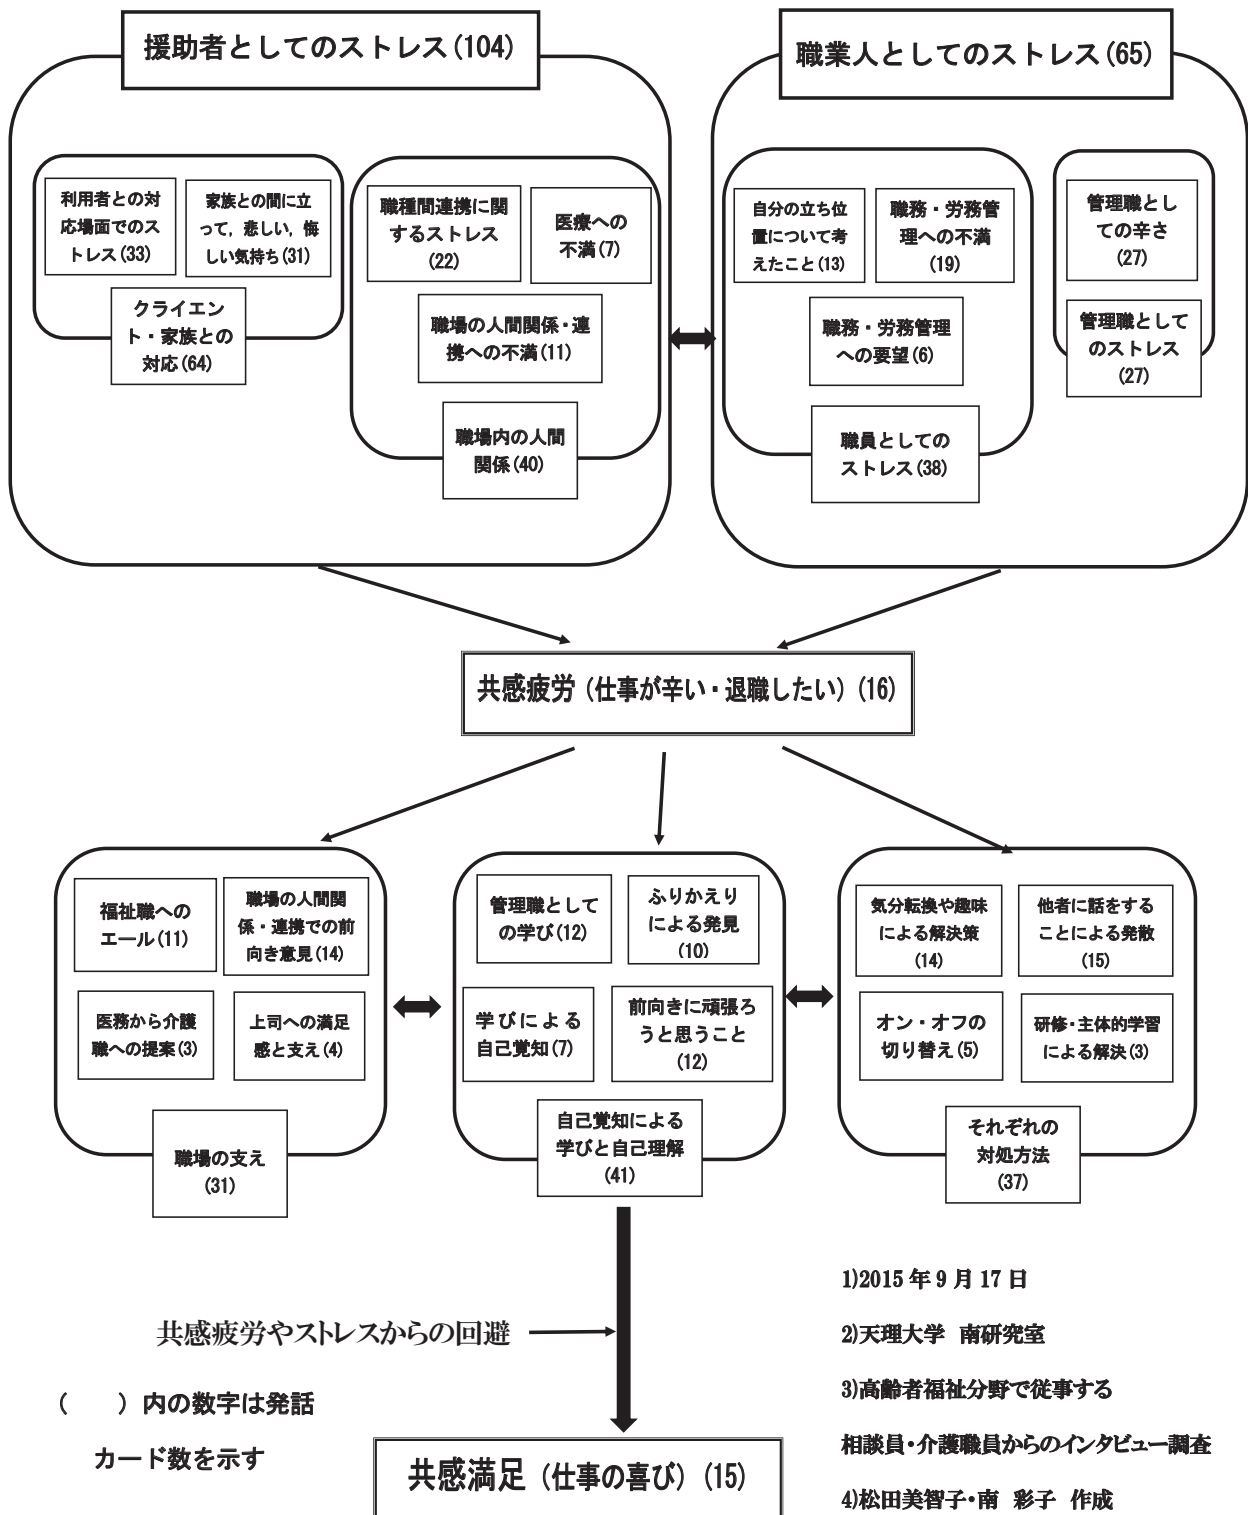 援助者としてのストレス(104)
職業人としてのストレス(65)
利用者との対
応場面でのス
トレス(33)
家族との間に立
って，悲しい，悔
しい気持ち(31)
クライエン
ト・家族との
対応(64)
職種間連携に関
するストレス
(22)
医療への
不満(7)
職場の人間関係・連
携への不満(11)
職場内の人間
関係(40)
自分の立ち位
置について考
えたこと(13)
職務・労務管
理への不満
(19)
職務・労務管理
への要望(6)
職員としての
ストレス(38)
管理職とし
ての辛さ
(27)
管理職として
のストレス
(27)
共感疲労（仕事が辛い・退職したい）(16)
福祉職への
エール(11)
職場の人間関
係・連携での前
向き意見(14)
医務から介護
職への提案(3)
上司への満足
感と支え(4)
職場の支え
(31)
管理職として
の学び(12)
ふりかえり
による発見
(10)
学びによる
自己覚知(7)
前向きに頑張ろ
うと思うこと
(12)
自己覚知による
学びと自己理解
(41)
気分転換や趣味
による解決策
(14)
他者に話をする
ことによる発散
(15)
オン・オフの
切り替え(5)
研修・主体的学習
による解決(3)
それぞれの
対処方法
(37)
共感疲労やストレスからの回避
（　　）内の数字は発話
カード数を示す
共感満足（仕事の喜び）(15)
1)2015 年 9 月 17 日
2)天理大学　南研究室
3)高齢者福祉分野で従事する
相談員・介護職員からのインタビュー調査
4)松田美智子・南　彩子　作成